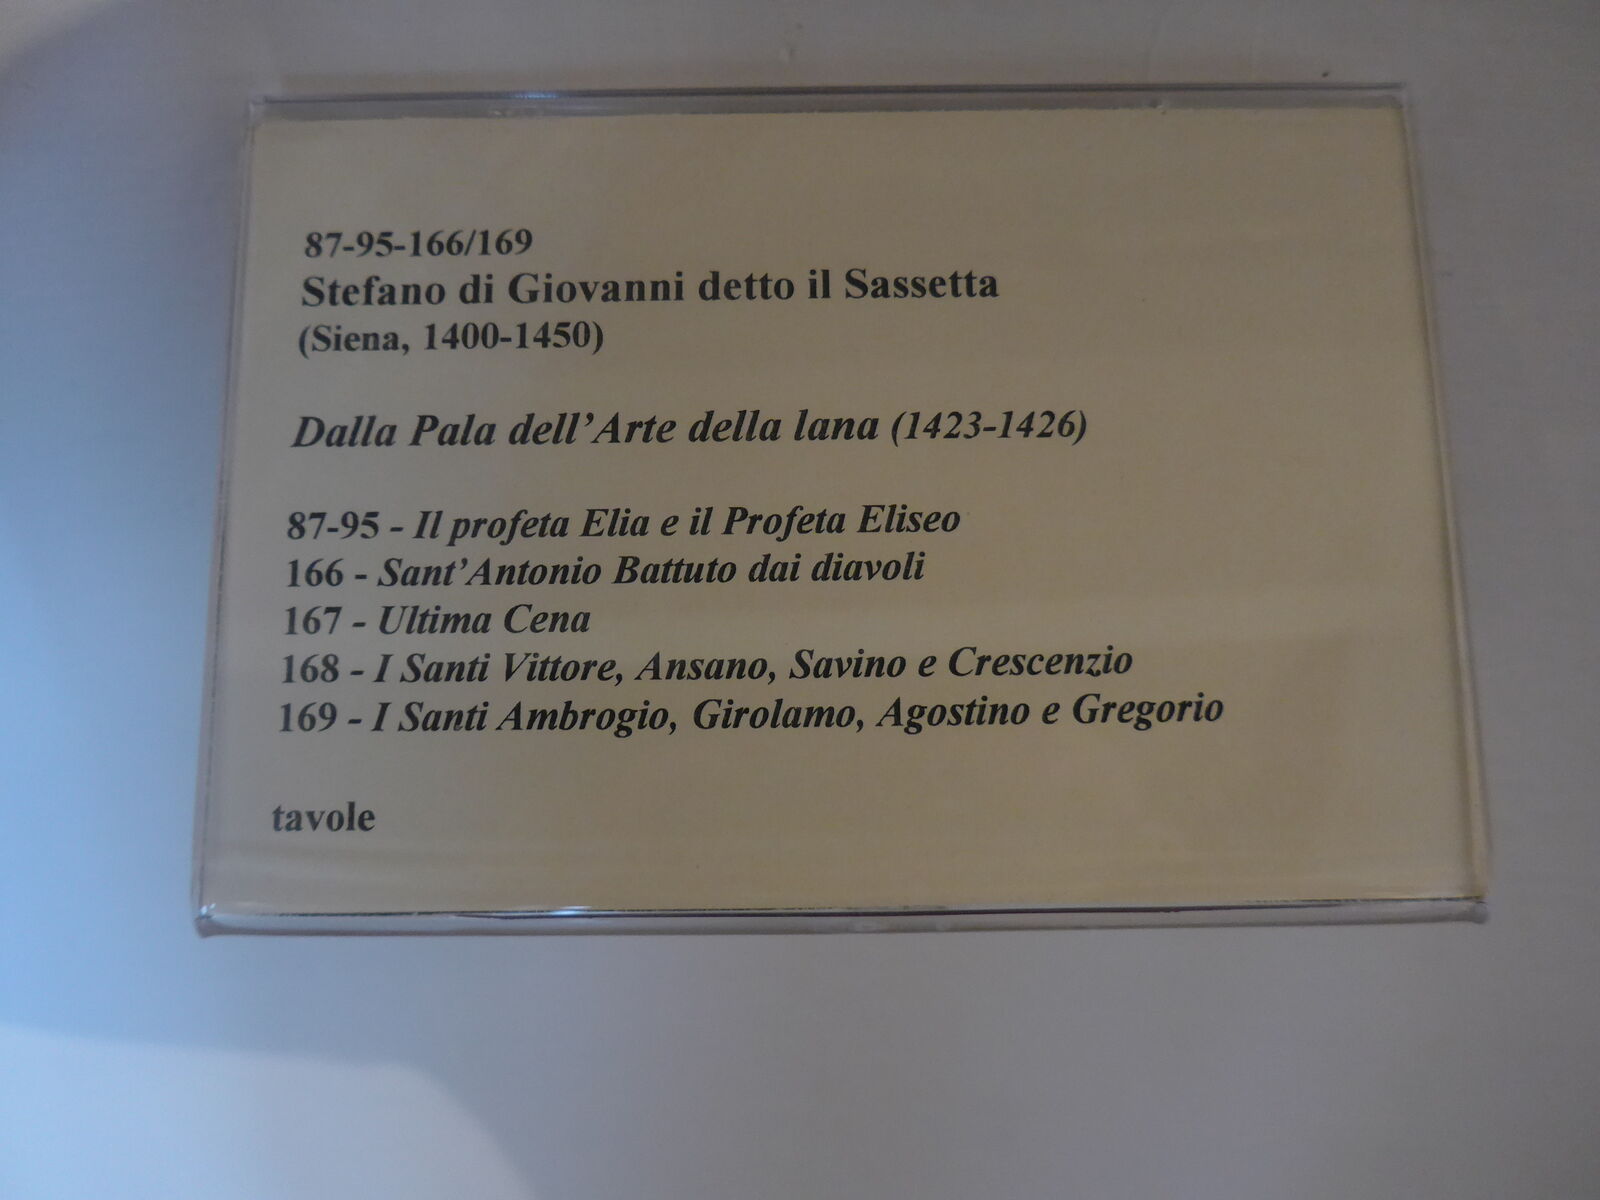 87-95-166/169
Stefano di Giovanni detto il Sassetta
(Siena, 1400-1450)
Dalla Pala dell’Arte della lana (1423-1426)
87-95 - Il profeta Elia e il Profeta Eliseo
166 - Sant’Antonio Battuto dai diavoli
167 - Ultima Cena
168 - I Santi Vittore, Ansano, Savino e Crescenzio
169 - I Santi Ambrogio, Girolamo, Agostino e Gregorio
tavole